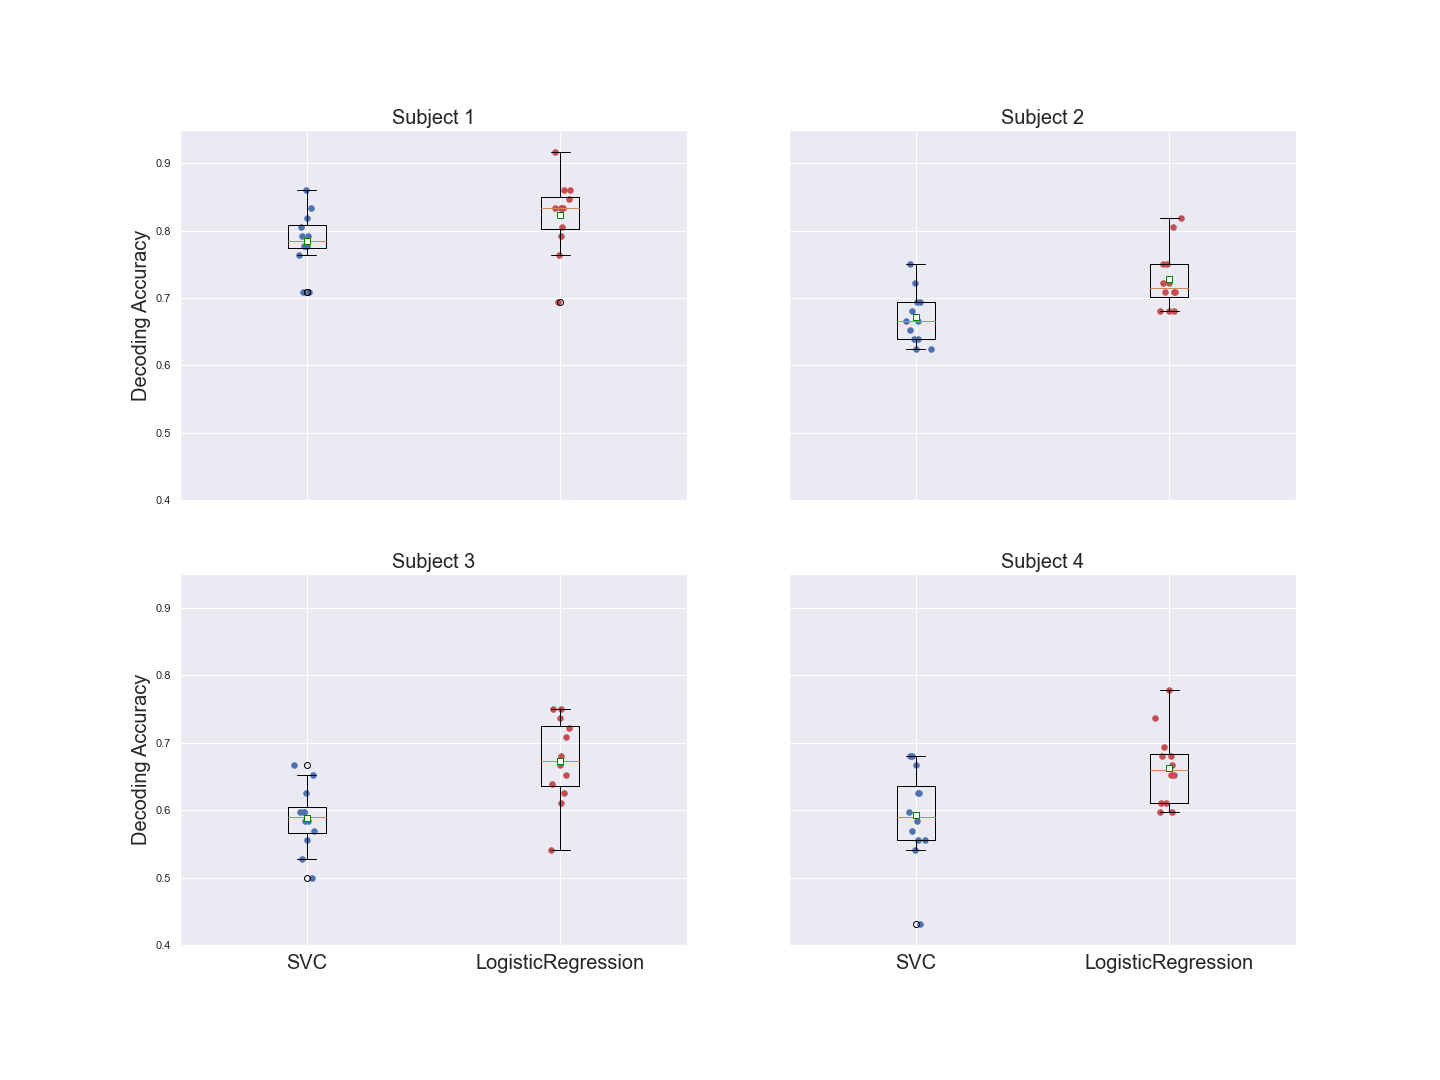 Subject 1
Subject 2
0.9
0.8
0.7
0.6
0.5
0.4
Decoding Accuracy
Subject 3
Subject 4
0.9
0.8
0.7
0.6
0.5
0.4
Decoding Accuracy
SVC
LogisticRegression
SVC
LogisticRegression